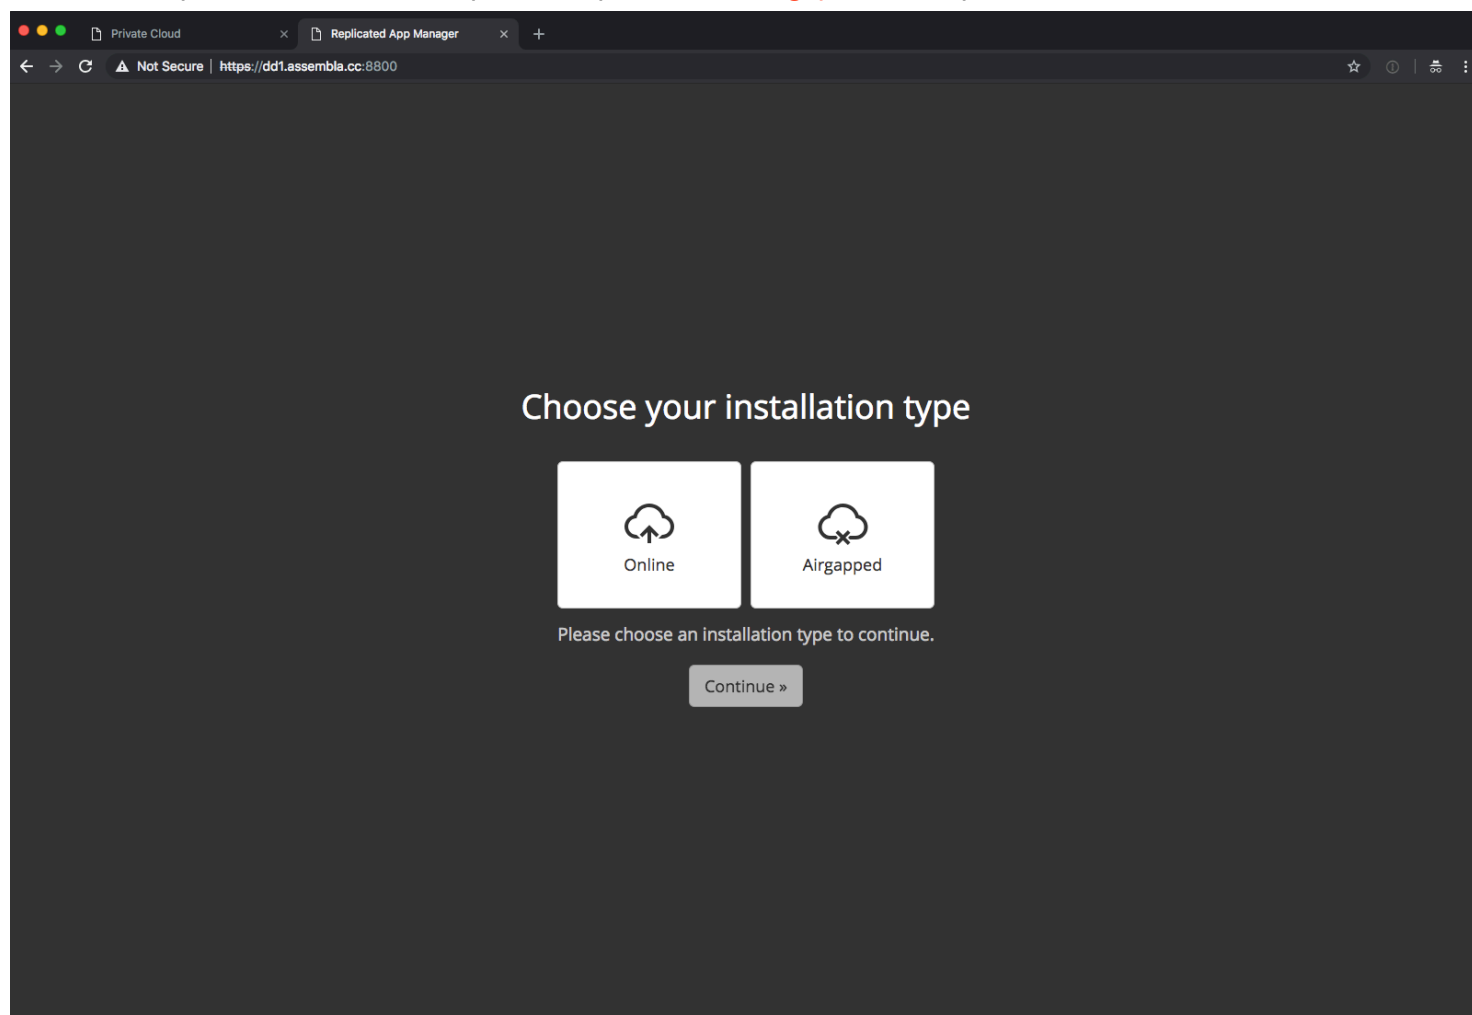 Private Cloud
Replicated App Manager
Not Secure | https://dd1.assembla.cc:8800
Choose your installation type
Online
Airgapped
Please choose an installation type to continue.
Continue »